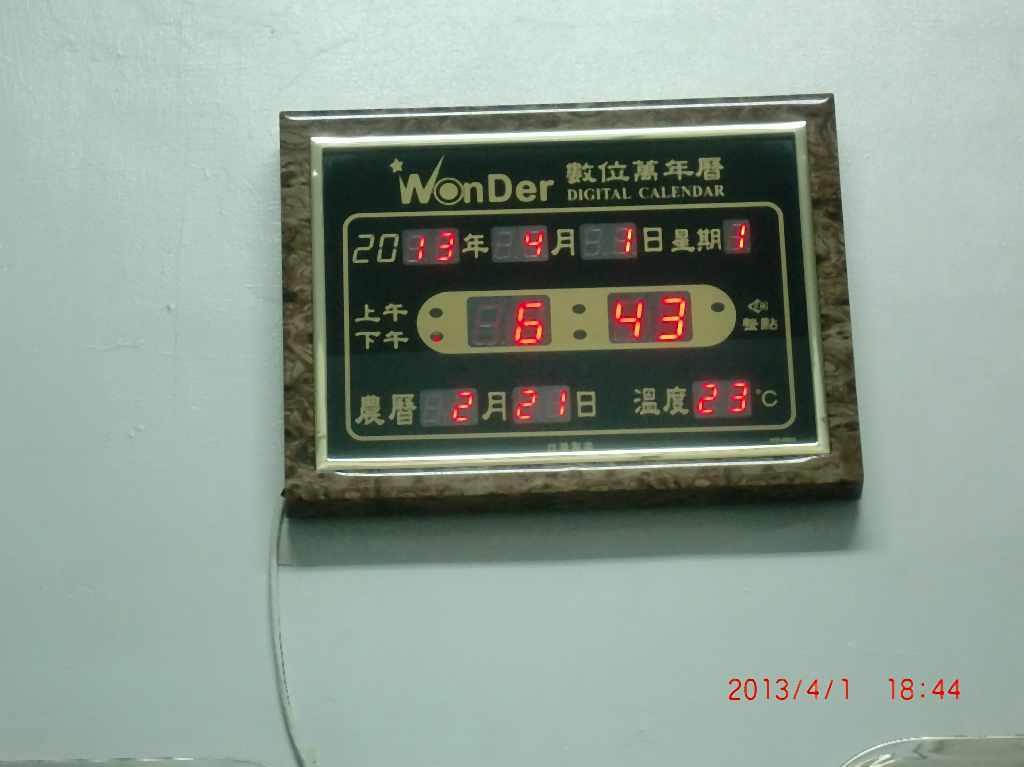 WonDer 數位萬年曆
DIGITAL CALENDAR
2013年 4月 1日星期1
上午
下午
6 43
整點
農曆 2月21日 溫度23°C
2013/4/1 18:44